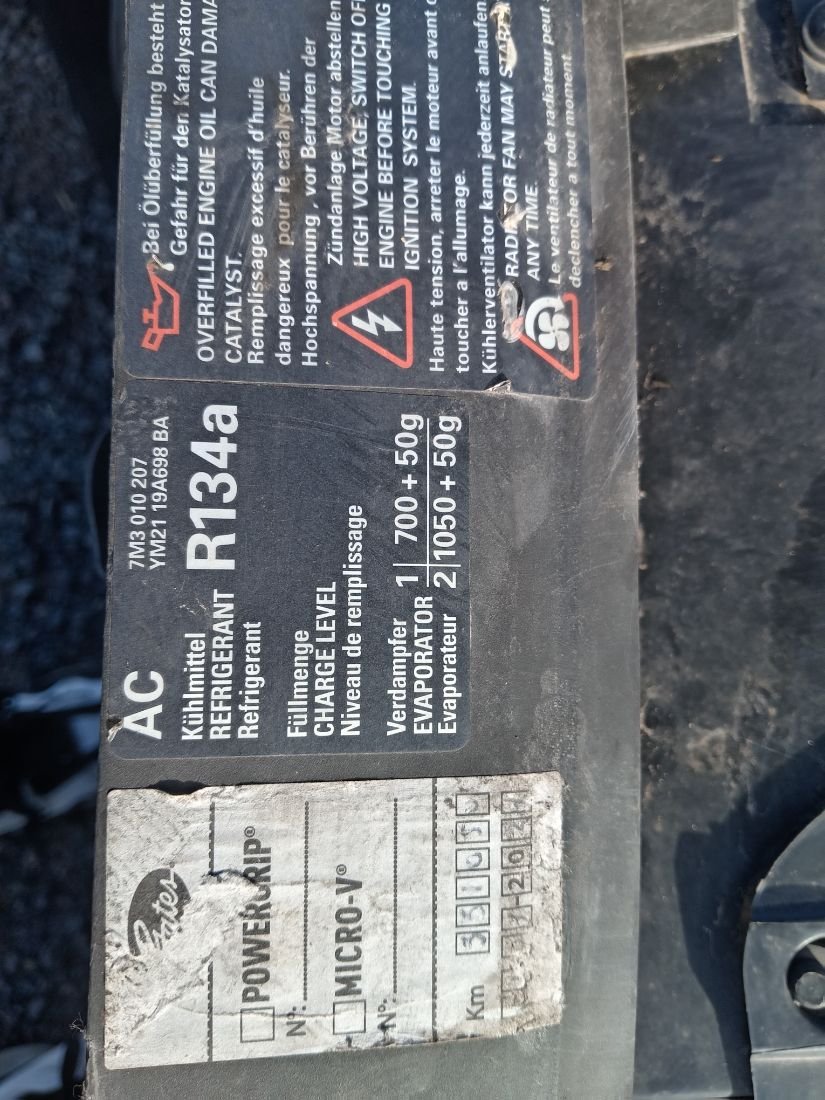 Bei Ölüberfüllung besteht
Gefahr für den Katalysator
OVERFILLED ENGINE OIL CAN DAMA
CATALYST.
Remplissage excessif d'huile
dangereux pour le catalyseur.
Hochspannung, vor Berühren der
Zündanlage Motor abstellen
HIGH VOLTAGE, SWITCH OF
ENGINE BEFORE TOUCHING
IGNITION SYSTEM.
Haute tension, arreter le moteur avant
toucher a l'allumage.
Kühlerventilator kann jederzeit anlaufen
RADIATOR FAN MAY START
ANY TIME.
Le ventilateur de radiateur peut
declencher a tout moment
AC
7M3 010 207
YM21 19A698 BA
Kühlmittel
REFRIGERANT R134a
Refrigerant
Füllmenge
CHARGE LEVEL
Niveau de remplissage
Verdampfer
EVAPORATOR
Evaporateur
1 700 + 50g
2 1050 + 50g
Gates
POWERGRIP®
N°:
MICRO-V®
N°:
Km